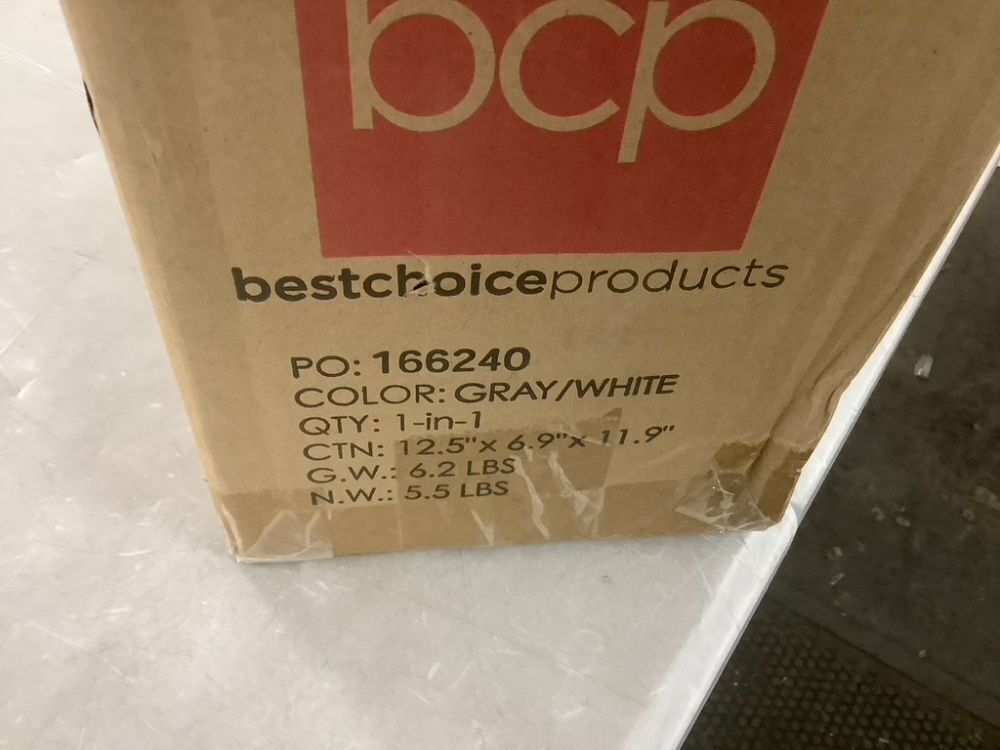 bcp
bestchoiceproducts
PO: 166240
COLOR: GRAY/WHITE
QTY: 1-in-1
CTN: 12.5"x 6.9"x 11.9"
G.W.: 6.2 LBS
N.W.: 5.5 LBS